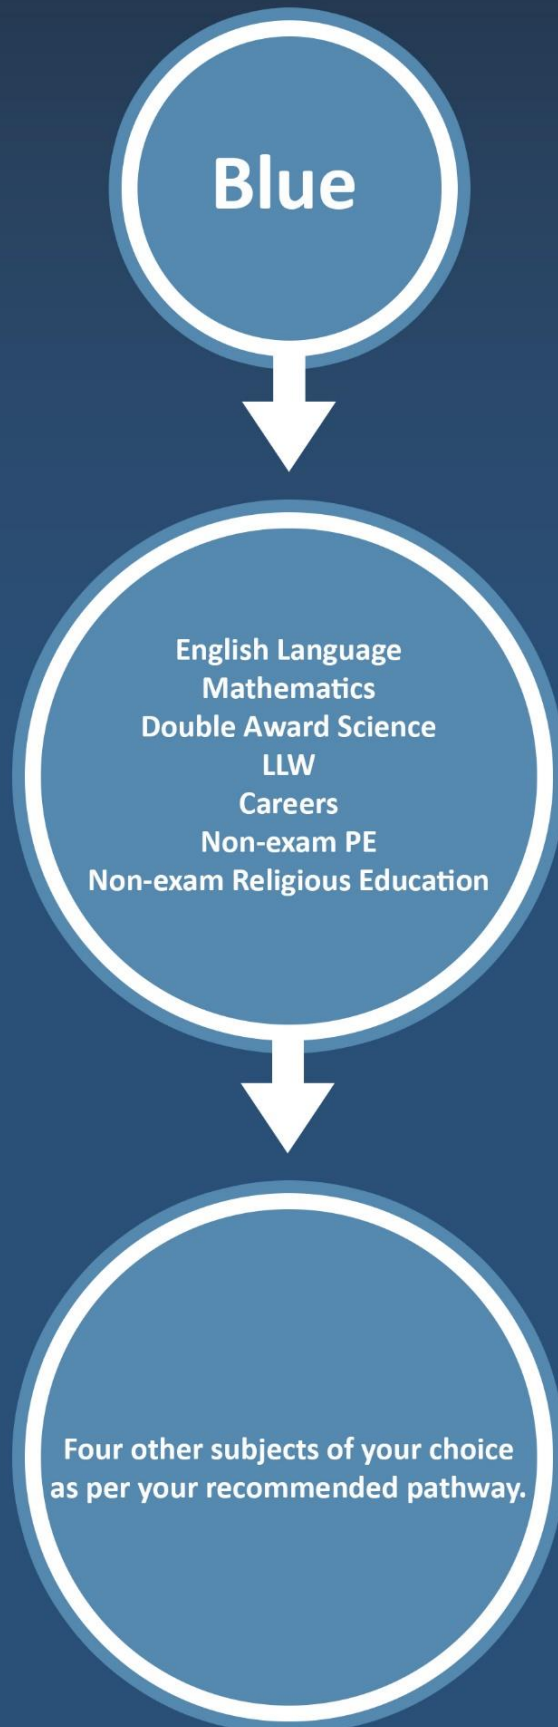 Blue
English Language
Mathematics
Double Award Science
LLW
Careers
Non-exam PE
Non-exam Religious Education
Four other subjects of your choice
as per your recommended pathway.